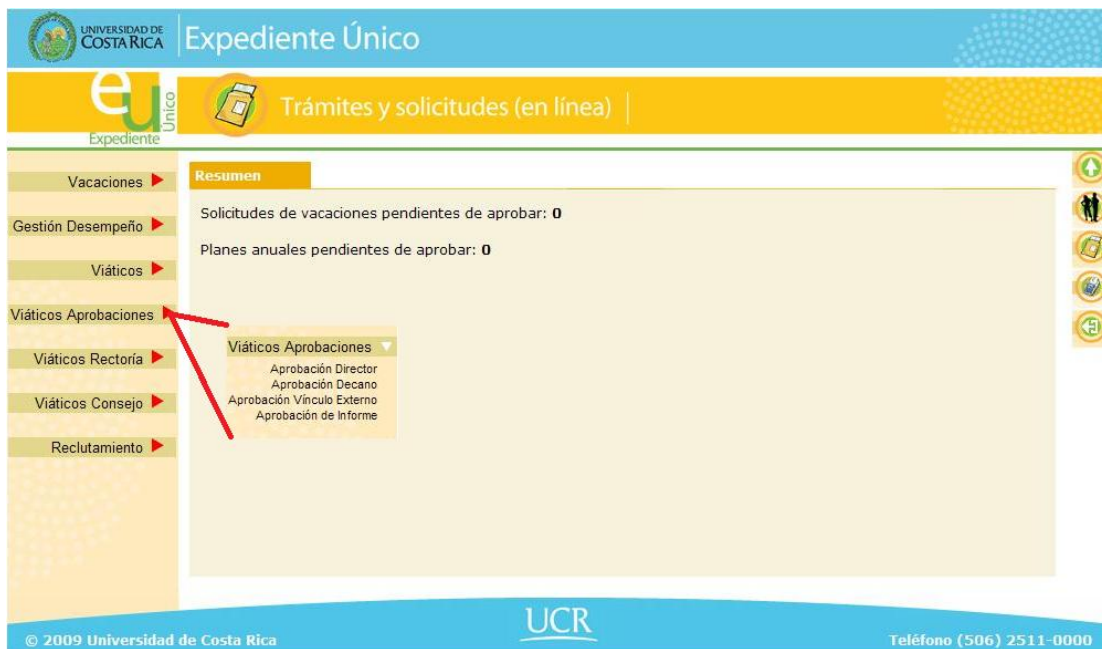 UNIVERSIDAD DE
COSTA RICA
Expediente Único
eu
Único
Expediente
Trámites y solicitudes (en línea)
Vacaciones
Gestión Desempeño
Viáticos
Viáticos Aprobaciones
Viáticos Rectoría
Viáticos Consejo
Reclutamiento
Resumen
Solicitudes de vacaciones pendientes de aprobar: 0
Planes anuales pendientes de aprobar: 0
Viáticos Aprobaciones
Aprobación Director
Aprobación Decano
Aprobación Vínculo Externo
Aprobación de Informe
© 2009 Universidad de Costa Rica
UCR
Teléfono (506) 2511-0000